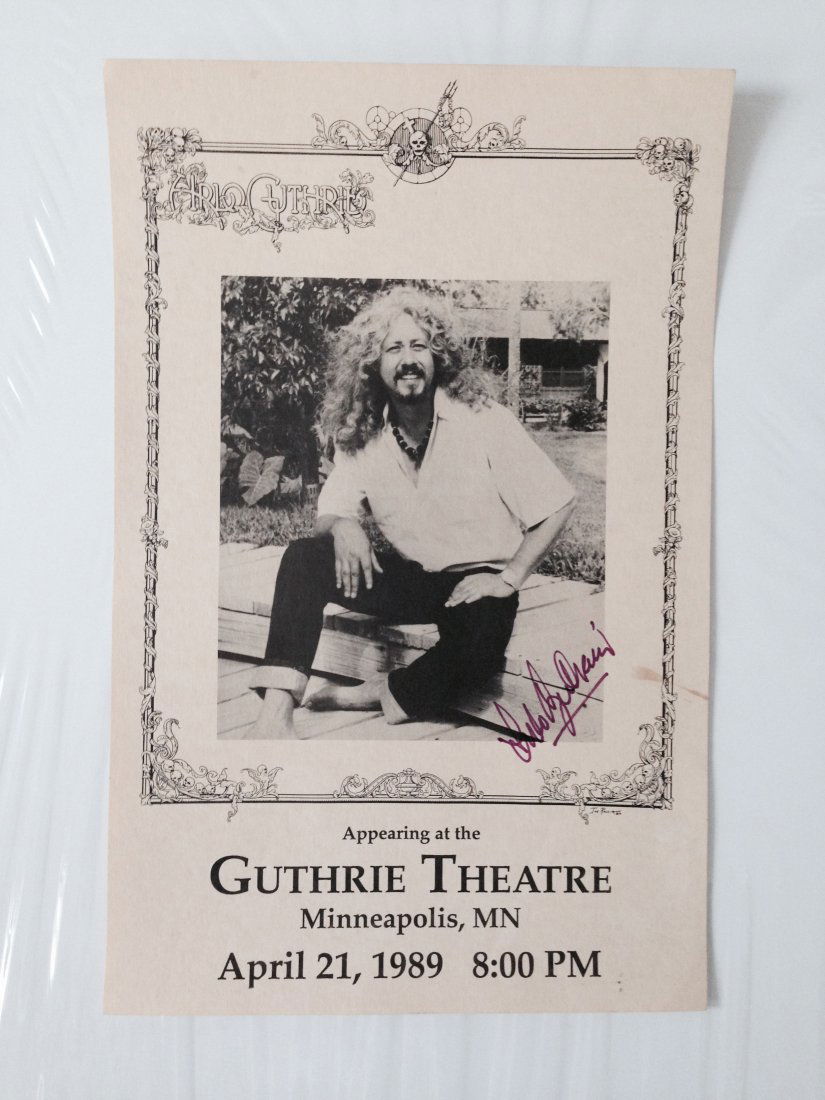 ARLO GUTHRIE
Appearing at the
GUTHRIE THEATRE
Minneapolis, MN
April 21, 1989 8:00 PM